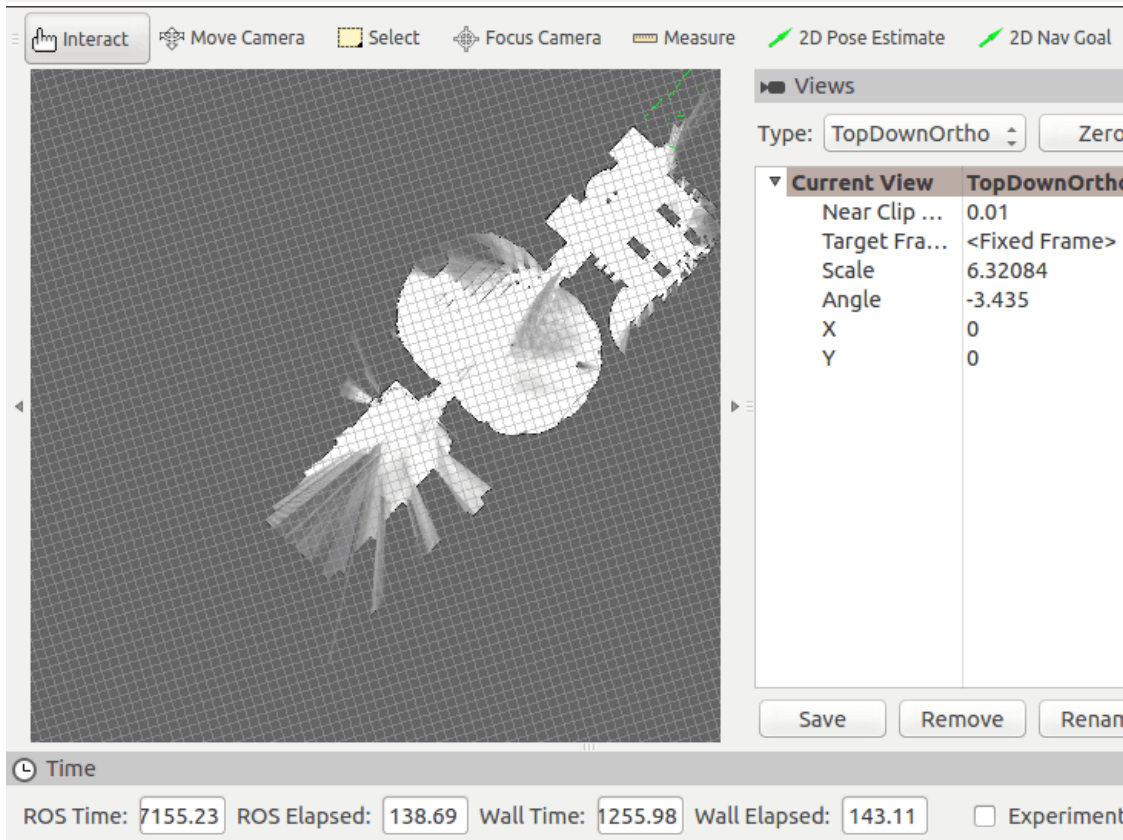 Interact Move Camera Select Focus Camera Measure 2D Pose Estimate 2D Nav Goal
Views
Type: TopDownOrtho Zero
Current View TopDownOrtho
Near Clip ... 0.01
Target Fra... <Fixed Frame>
Scale 6.32084
Angle -3.435
X 0
Y 0
Save Remove Renam
Time
ROS Time: 7155.23 ROS Elapsed: 138.69 Wall Time: 1255.98 Wall Elapsed: 143.11 Experiment